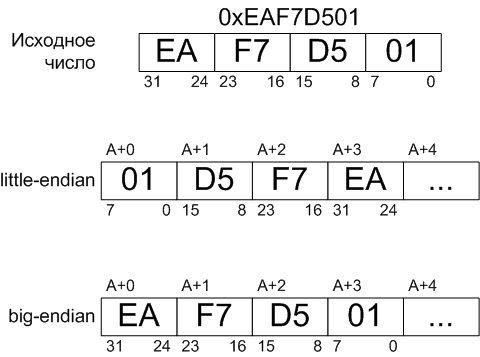 0xEAF7D501
Исходное число
EA F7 D5 01
31 24 23 16 15 8 7 0
A+0 A+1 A+2 A+3 A+4
little-endian 01 D5 F7 EA ...
7 0 15 8 23 16 31 24
A+0 A+1 A+2 A+3 A+4
big-endian EA F7 D5 01 ...
31 24 23 16 15 8 7 0